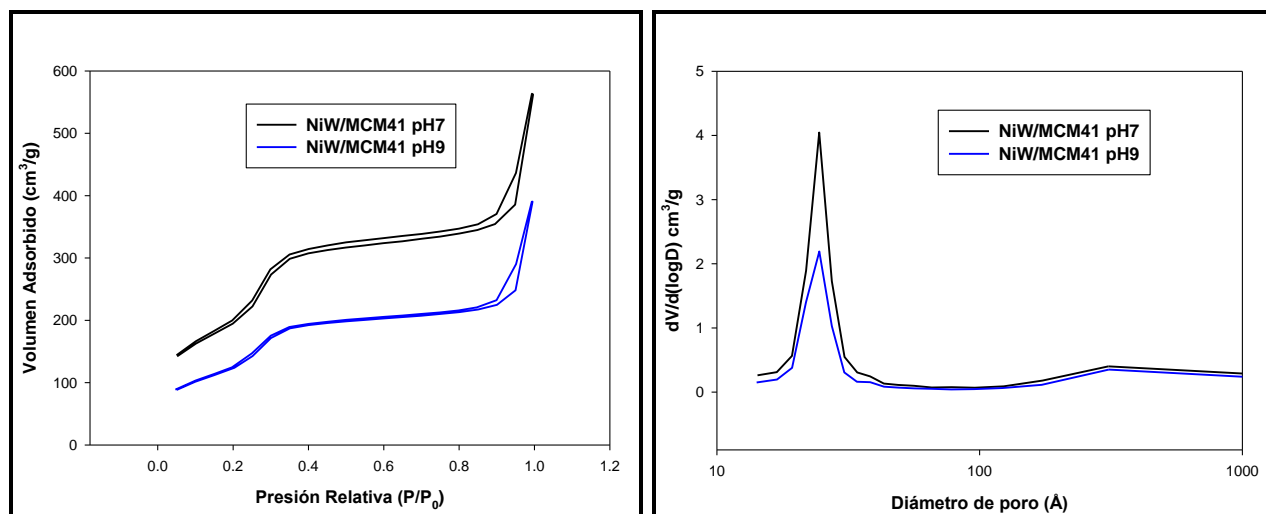 600
500
400
300
200
100
0
Volumen Adsorbido (cm³/g)
NiW/MCM41 pH7
NiW/MCM41 pH9
0.0 0.2 0.4 0.6 0.8 1.0 1.2
Presión Relativa (P/P₀)
5
4
3
2
1
0
dV/d(logD) cm³/g
NiW/MCM41 pH7
NiW/MCM41 pH9
10 100 1000
Diámetro de poro (Å)